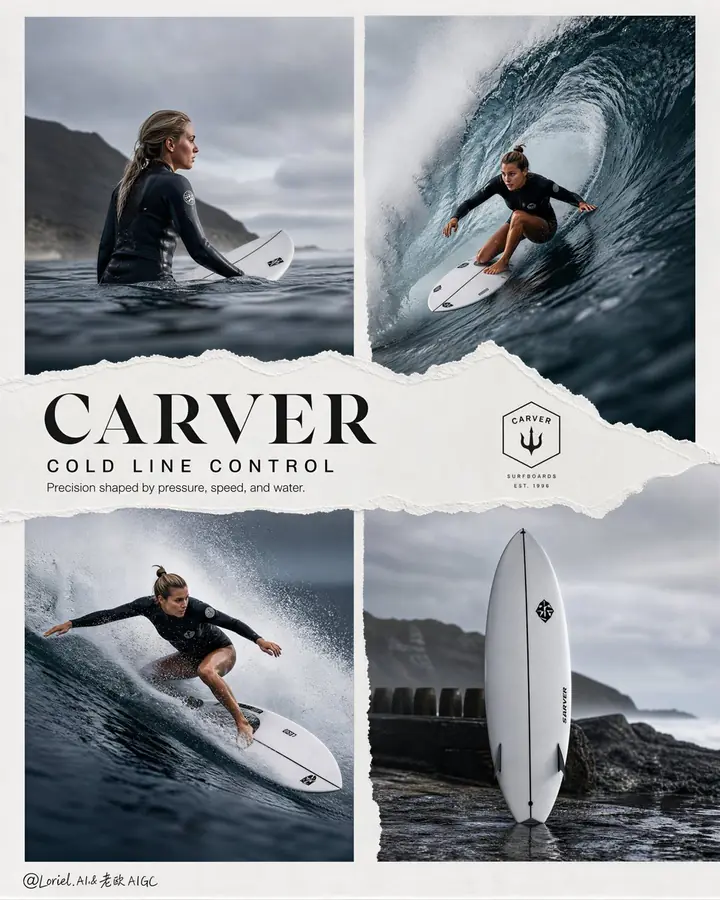 CARVER
COLD LINE CONTROL
Precision shaped by pressure, speed, and water.
CARVER
SURFBOARDS
EST. 1996
SARVER
@Loriel.AI.& 老欧 AIGC